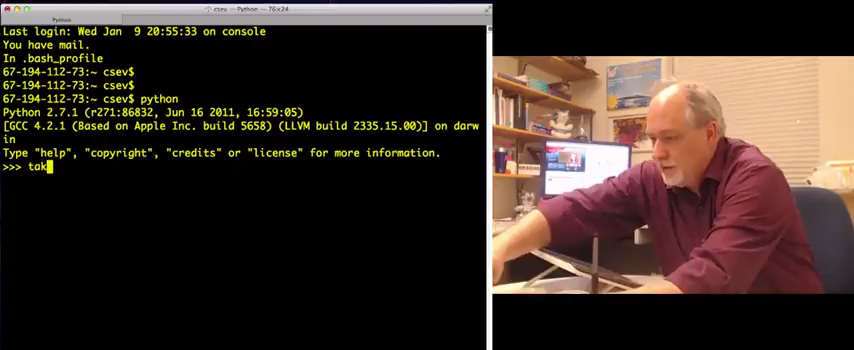 csev — Python — 76×24
Python
Last login: Wed Jan  9 20:55:33 on console
You have mail.
In .bash_profile
67-194-112-73:~ csev$
67-194-112-73:~ csev$
67-194-112-73:~ csev$ python
Python 2.7.1 (r271:86832, Jun 16 2011, 16:59:05)
[GCC 4.2.1 (Based on Apple Inc. build 5658) (LLVM build 2335.15.00)] on darw
in
Type "help", "copyright", "credits" or "license" for more information.
>>> tak